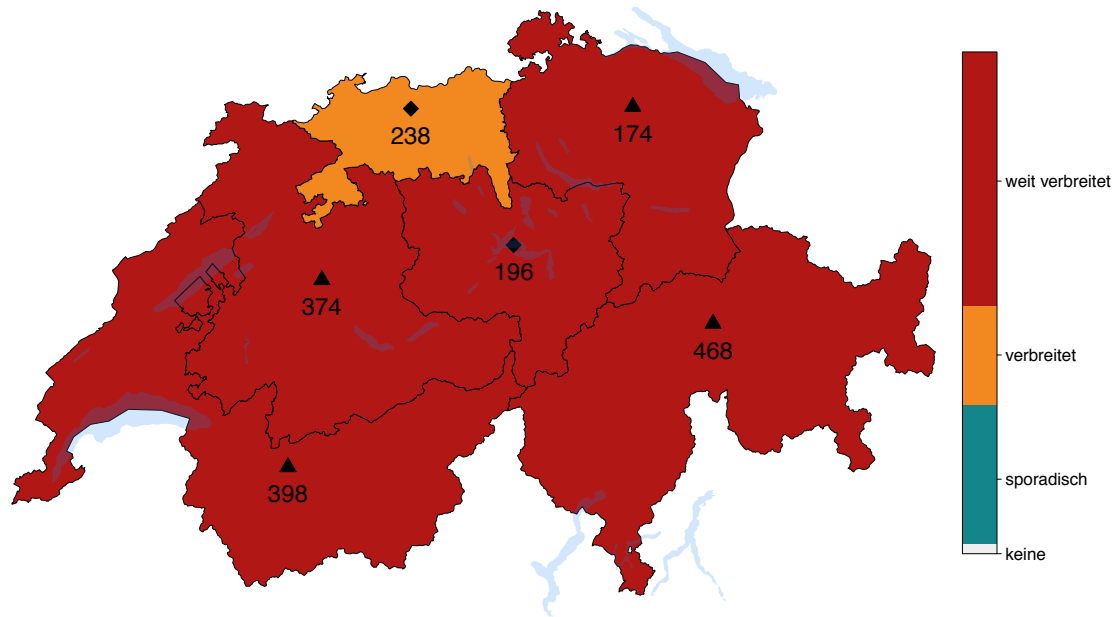 238
174
196
374
468
398
weit verbreitet
verbreitet
sporadisch
keine